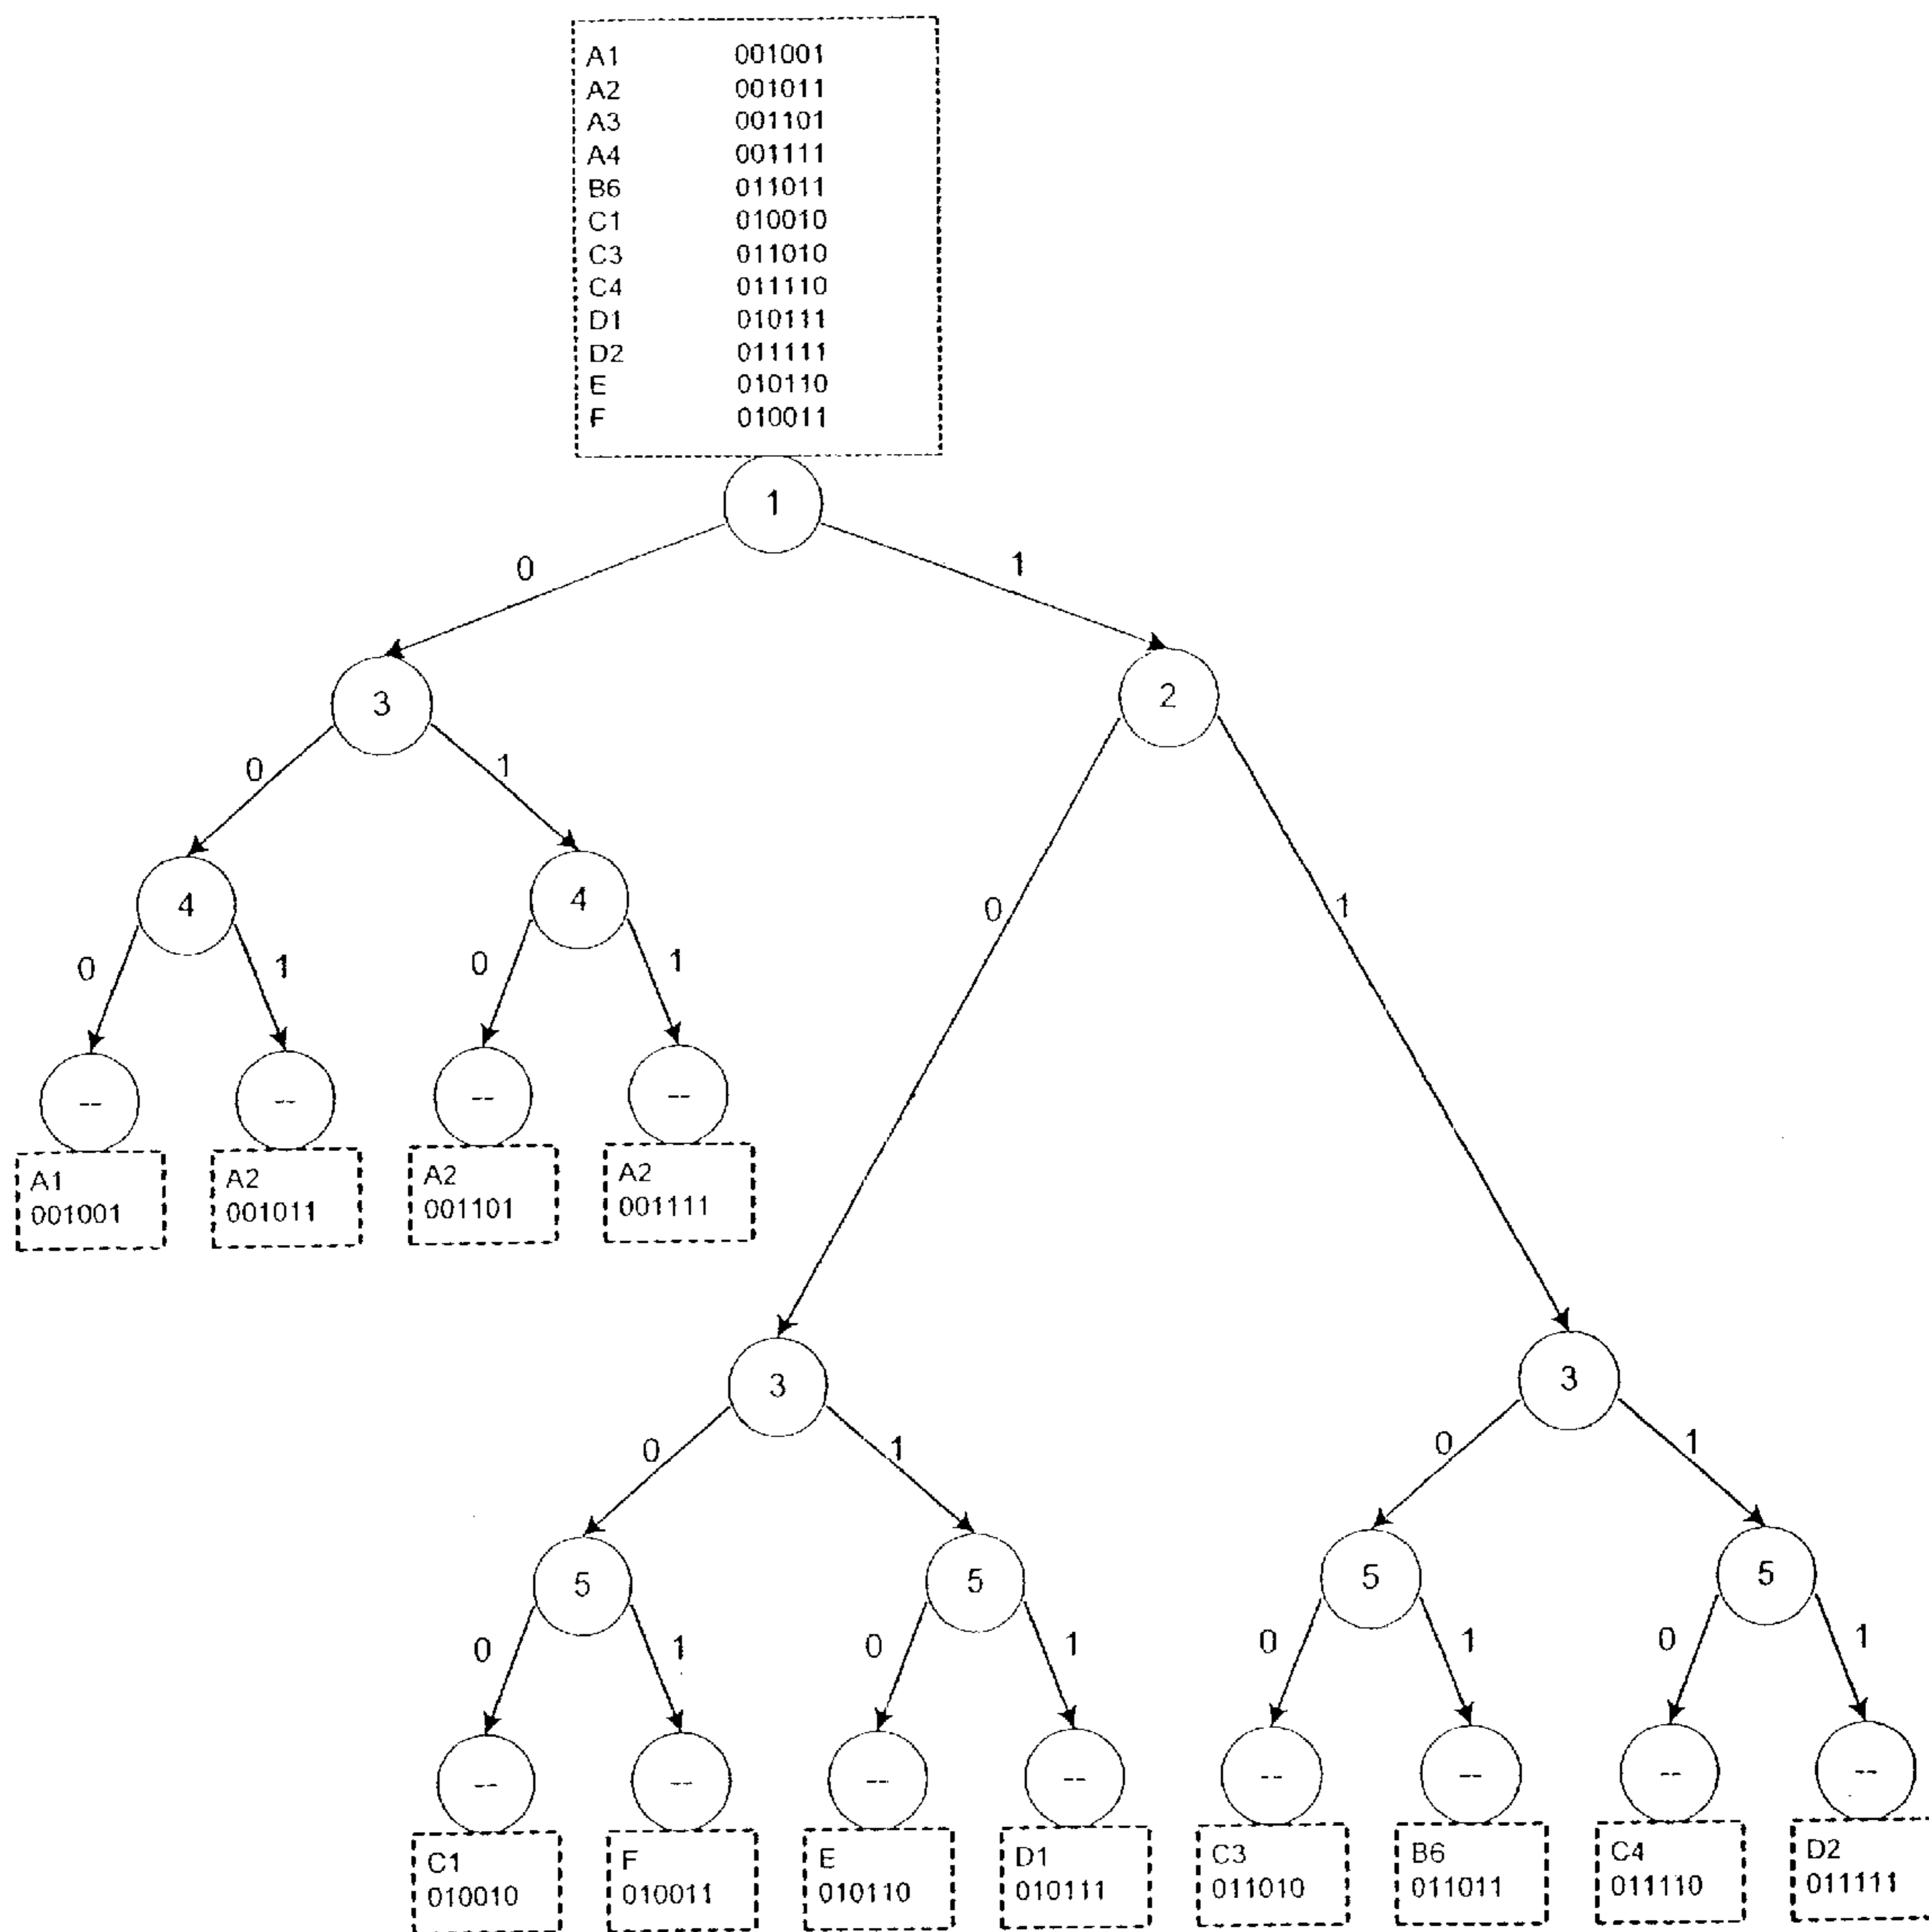 A1 001001
A2 001011
A3 001101
A4 001111
B6 011011
C1 010010
C3 011010
C4 011110
D1 010111
D2 011111
E 010110
F 010011
1
0 1
3 2
0 1
4 4
0 1
0 1 0 1
-- -- -- --
A1 A2 A2 A2
001001 001011 001101 001111
3 3
0 1 0 1
5 5 5 5
0 1 0 1 0 1 0 1
-- -- -- -- -- -- -- --
C1 F E D1 C3 B6 C4 D2
010010 010011 010110 010111 011010 011011 011110 011111